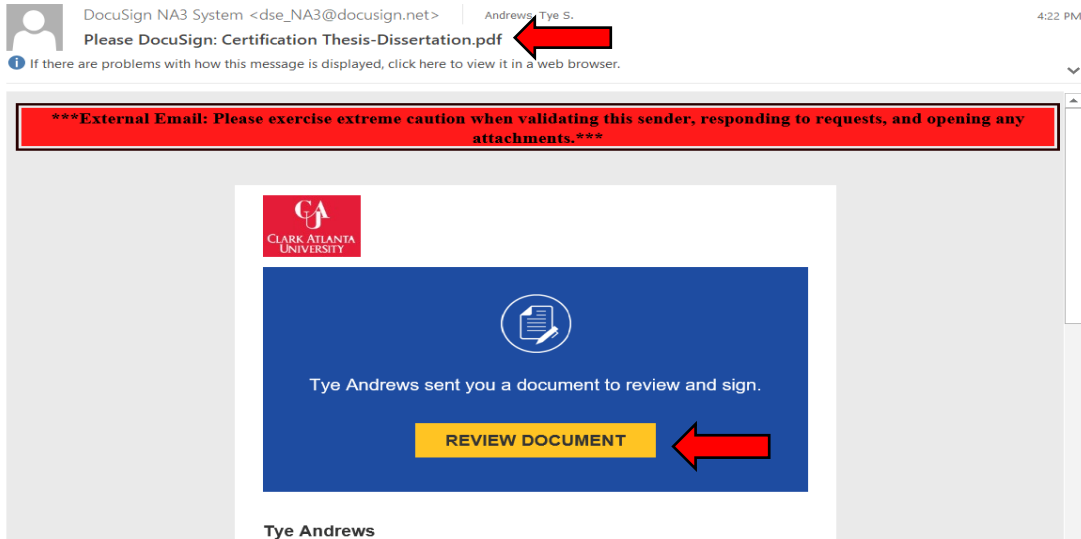 DocuSign NA3 System <dse_NA3@docusign.net> Andrews, Tye S. 4:22 PM
Please DocuSign: Certification Thesis-Dissertation.pdf
If there are problems with how this message is displayed, click here to view it in a web browser.
***External Email: Please exercise extreme caution when validating this sender, responding to requests, and opening any
attachments.***
CAU
CLARK ATLANTA
UNIVERSITY
Tye Andrews sent you a document to review and sign.
REVIEW DOCUMENT
Tye Andrews